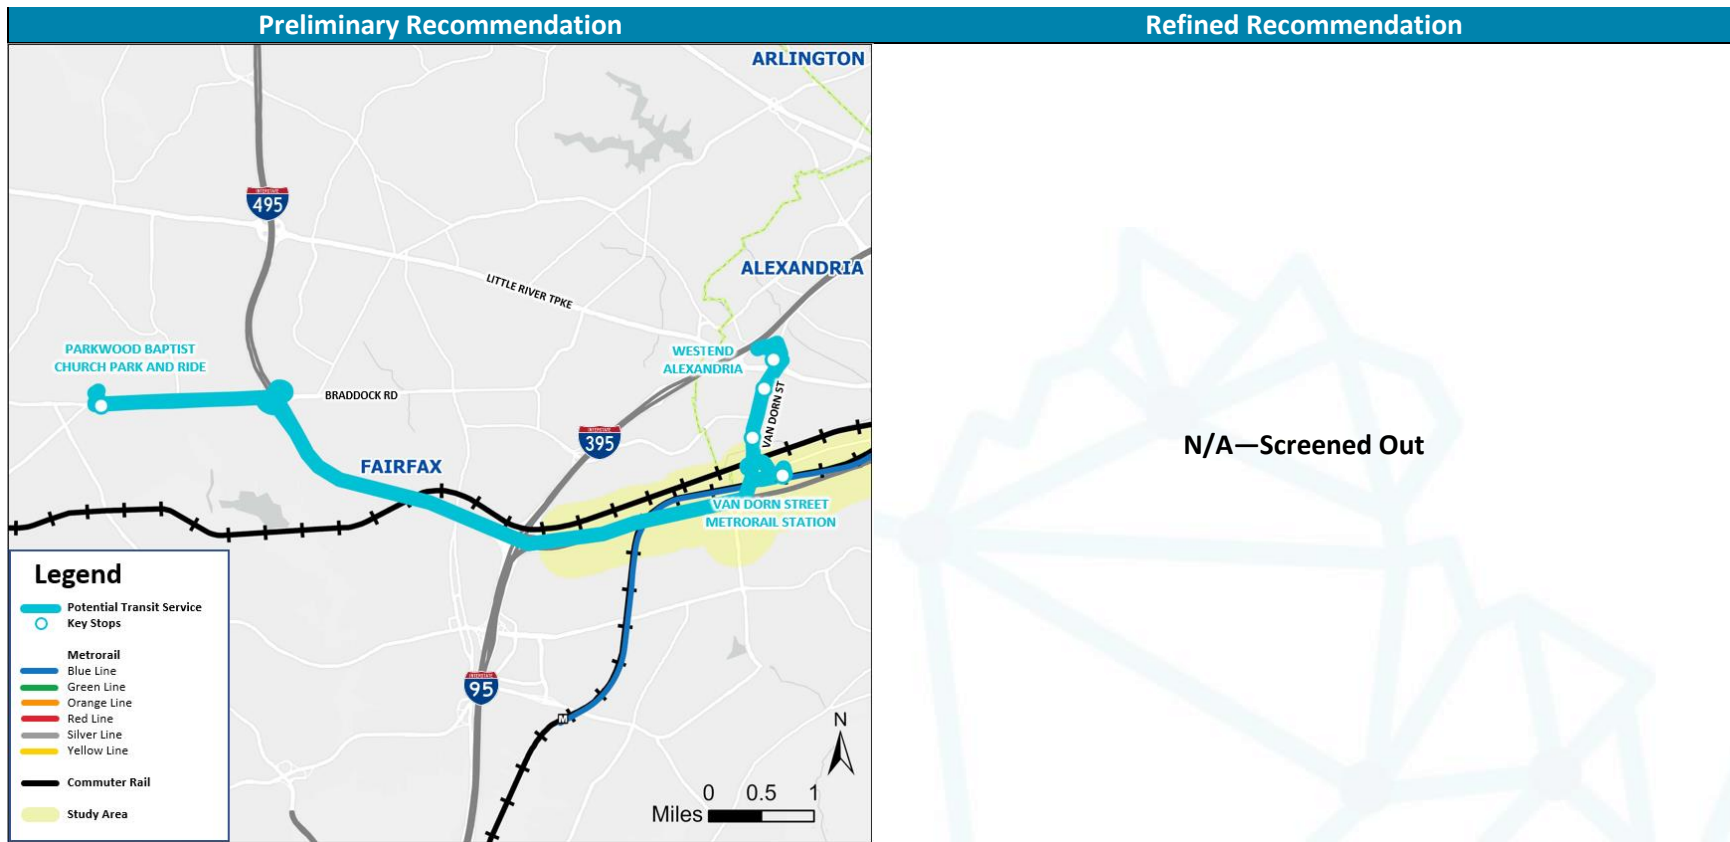 Preliminary Recommendation
Refined Recommendation
ARLINGTON
INTERSTATE
495
ALEXANDRIA
LITTLE RIVER TPKE
PARKWOOD BAPTIST
CHURCH PARK AND RIDE
WESTEND
ALEXANDRIA
BRADDOCK RD
VAN DORN ST
INTERSTATE
395
FAIRFAX
N/A—Screened Out
VAN DORN STREET
METRORAIL STATION
Legend
Potential Transit Service
Key Stops
Metrorail
Blue Line
Green Line
Orange Line
Red Line
Silver Line
Yellow Line
Commuter Rail
Study Area
INTERSTATE
95
M
N
0 0.5 1
Miles